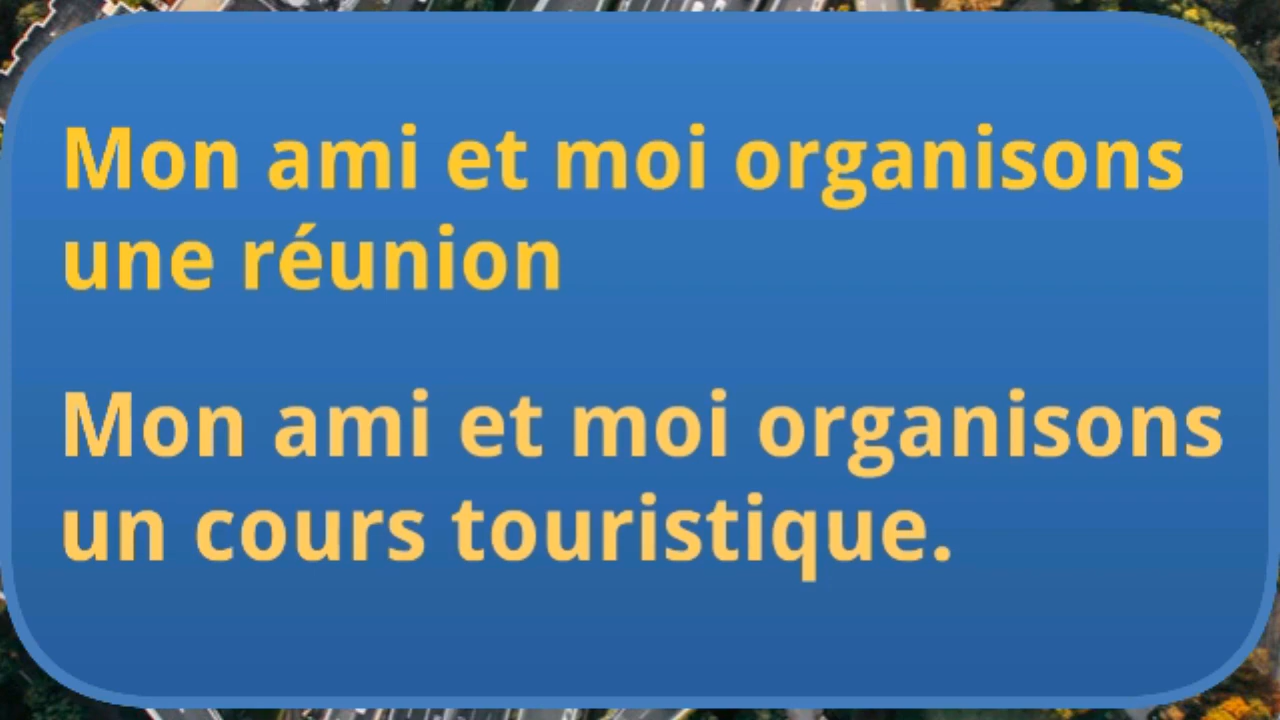 Mon ami et moi organisons
une réunion
Mon ami et moi organisons
un cours touristique.